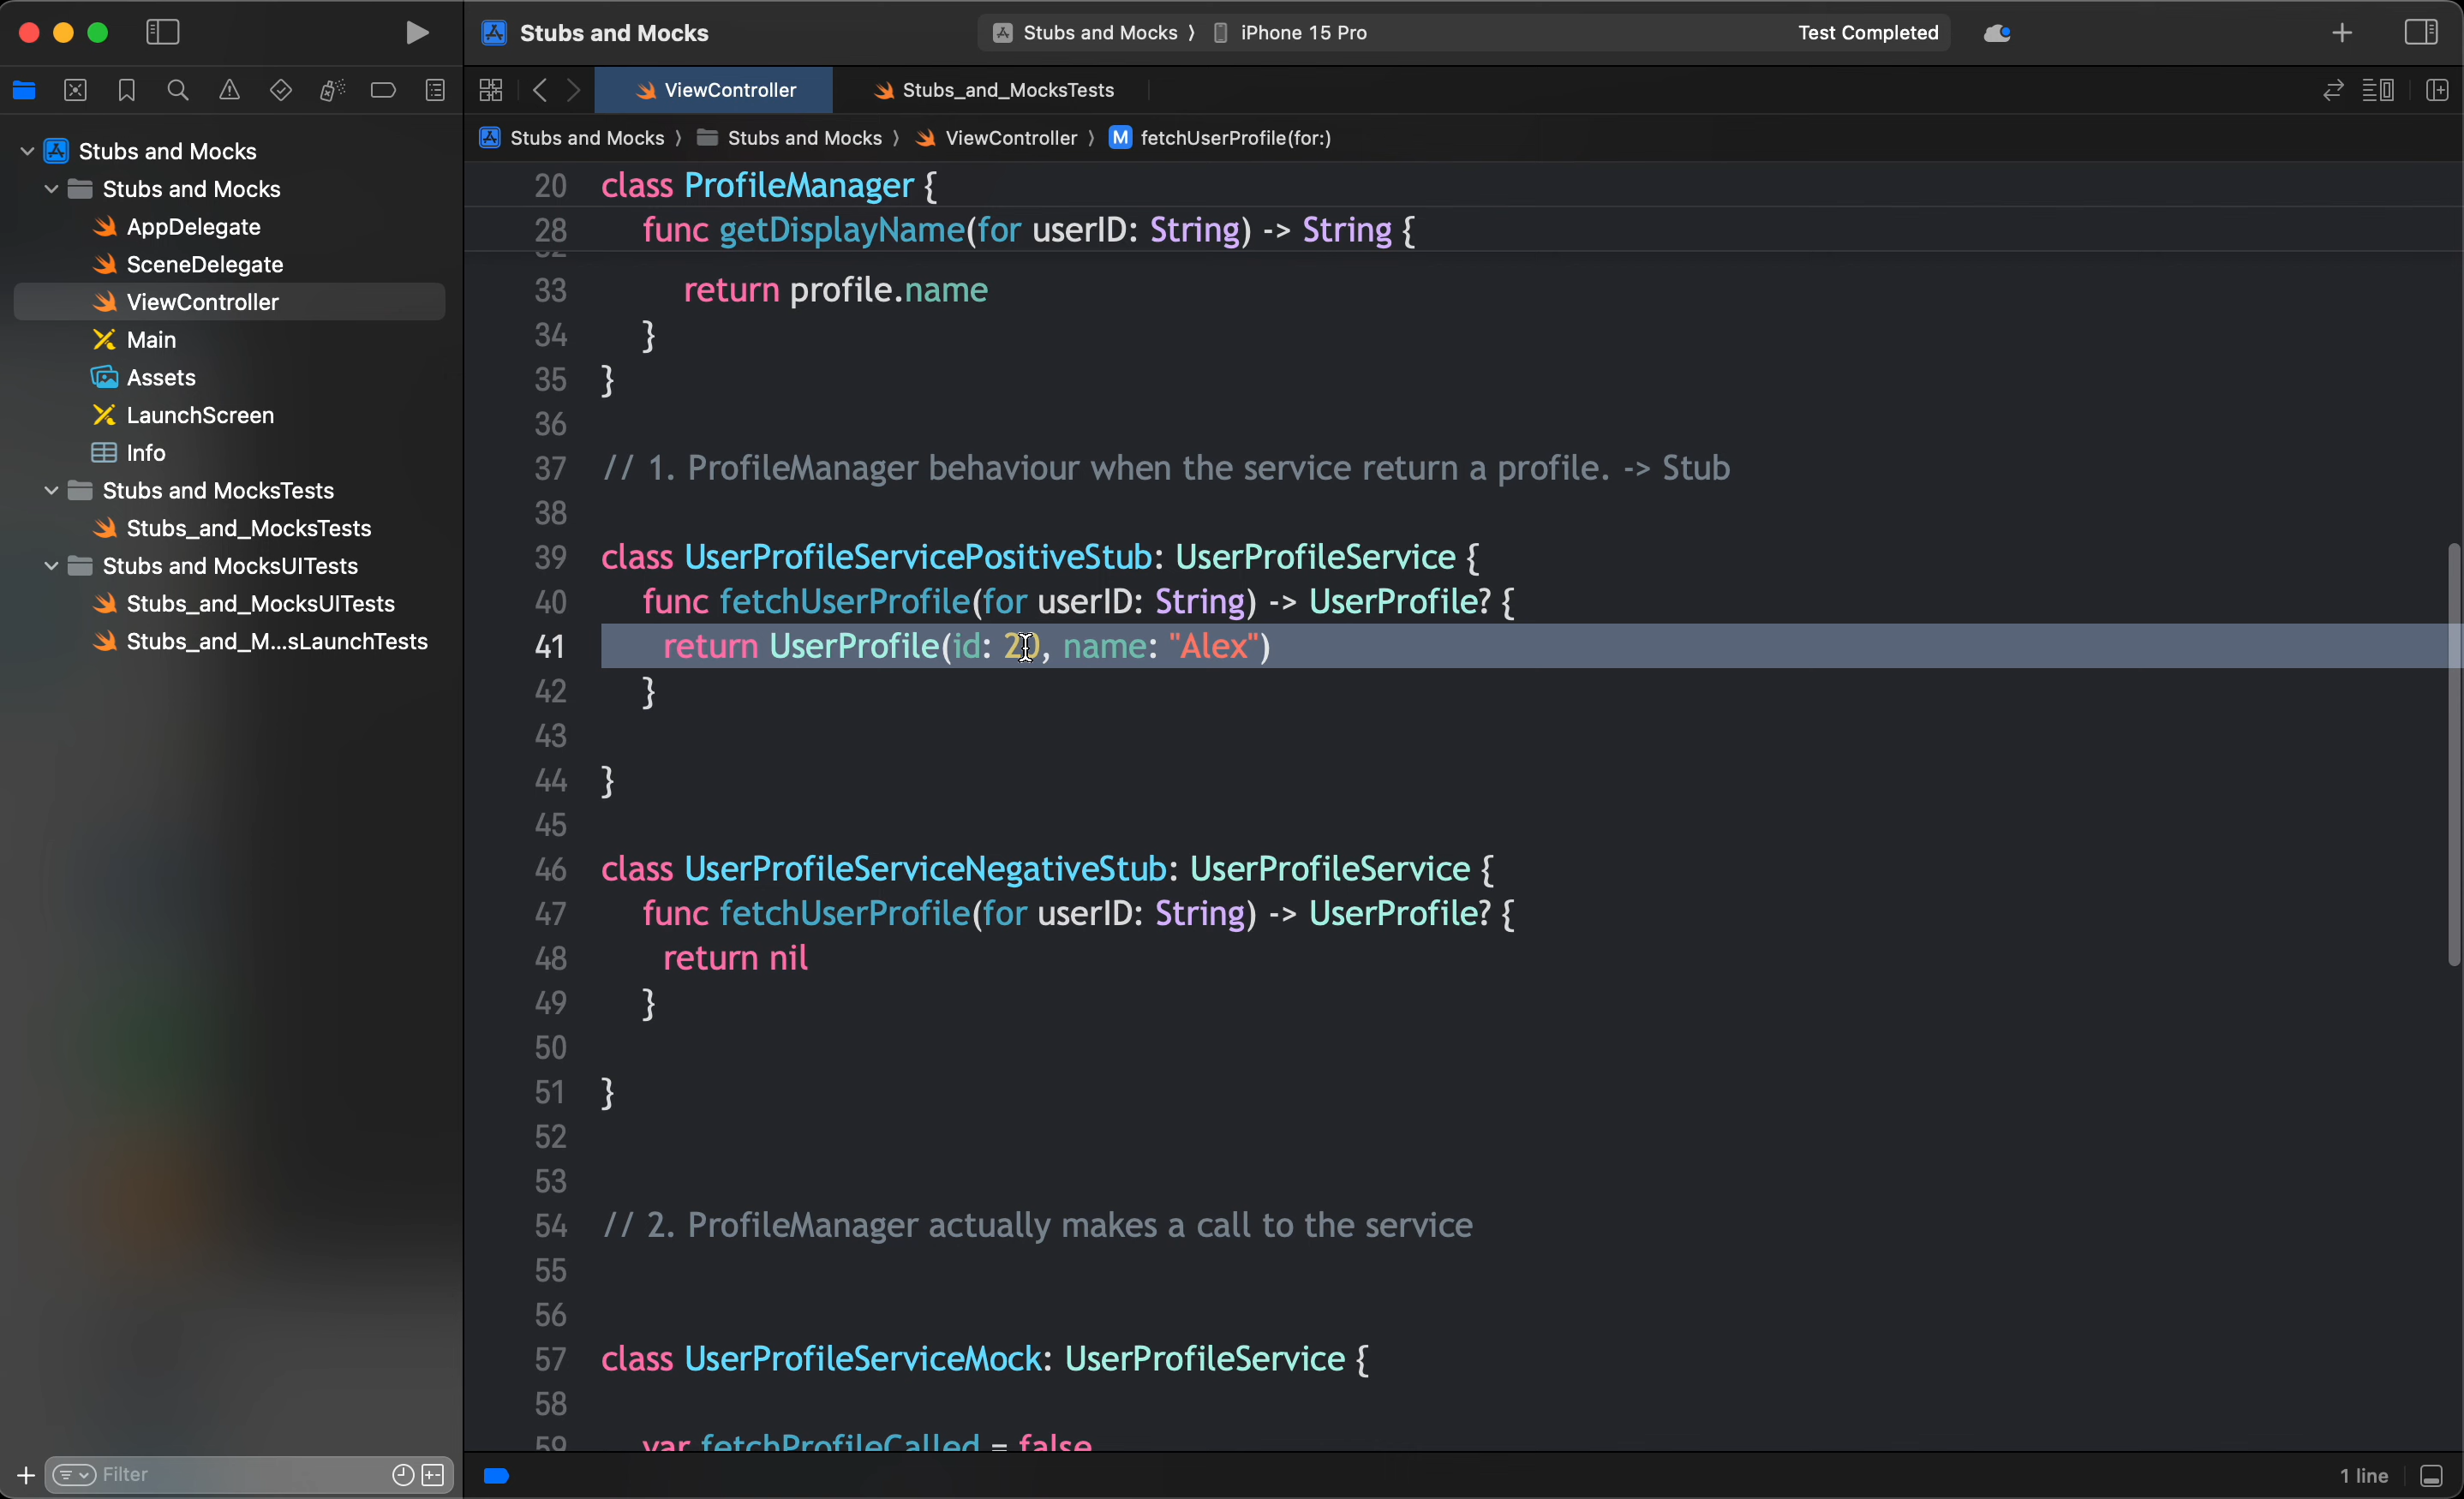 Stubs and Mocks
Stubs and Mocks 〉 iPhone 15 Pro
Test Completed
ViewController
Stubs_and_MocksTests
Stubs and Mocks 〉 Stubs and Mocks 〉 ViewController 〉 M fetchUserProfile(for:)
Stubs and Mocks
Stubs and Mocks
AppDelegate
SceneDelegate
ViewController
Main
Assets
LaunchScreen
Info
Stubs and MocksTests
Stubs_and_MocksTests
Stubs and MocksUITests
Stubs_and_MocksUITests
Stubs_and_M...sLaunchTests
Filter
20 class ProfileManager {
28 func getDisplayName(for userID: String) -> String {
32
33 return profile.name
34 }
35 }
36
37 // 1. ProfileManager behaviour when the service return a profile. -> Stub
38
39 class UserProfileServicePositiveStub: UserProfileService {
40 func fetchUserProfile(for userID: String) -> UserProfile? {
41 return UserProfile(id: 20, name: "Alex")
42 }
43
44 }
45
46 class UserProfileServiceNegativeStub: UserProfileService {
47 func fetchUserProfile(for userID: String) -> UserProfile? {
48 return nil
49 }
50
51 }
52
53
54 // 2. ProfileManager actually makes a call to the service
55
56
57 class UserProfileServiceMock: UserProfileService {
58
59 var fetchProfileCalled = false
1 line